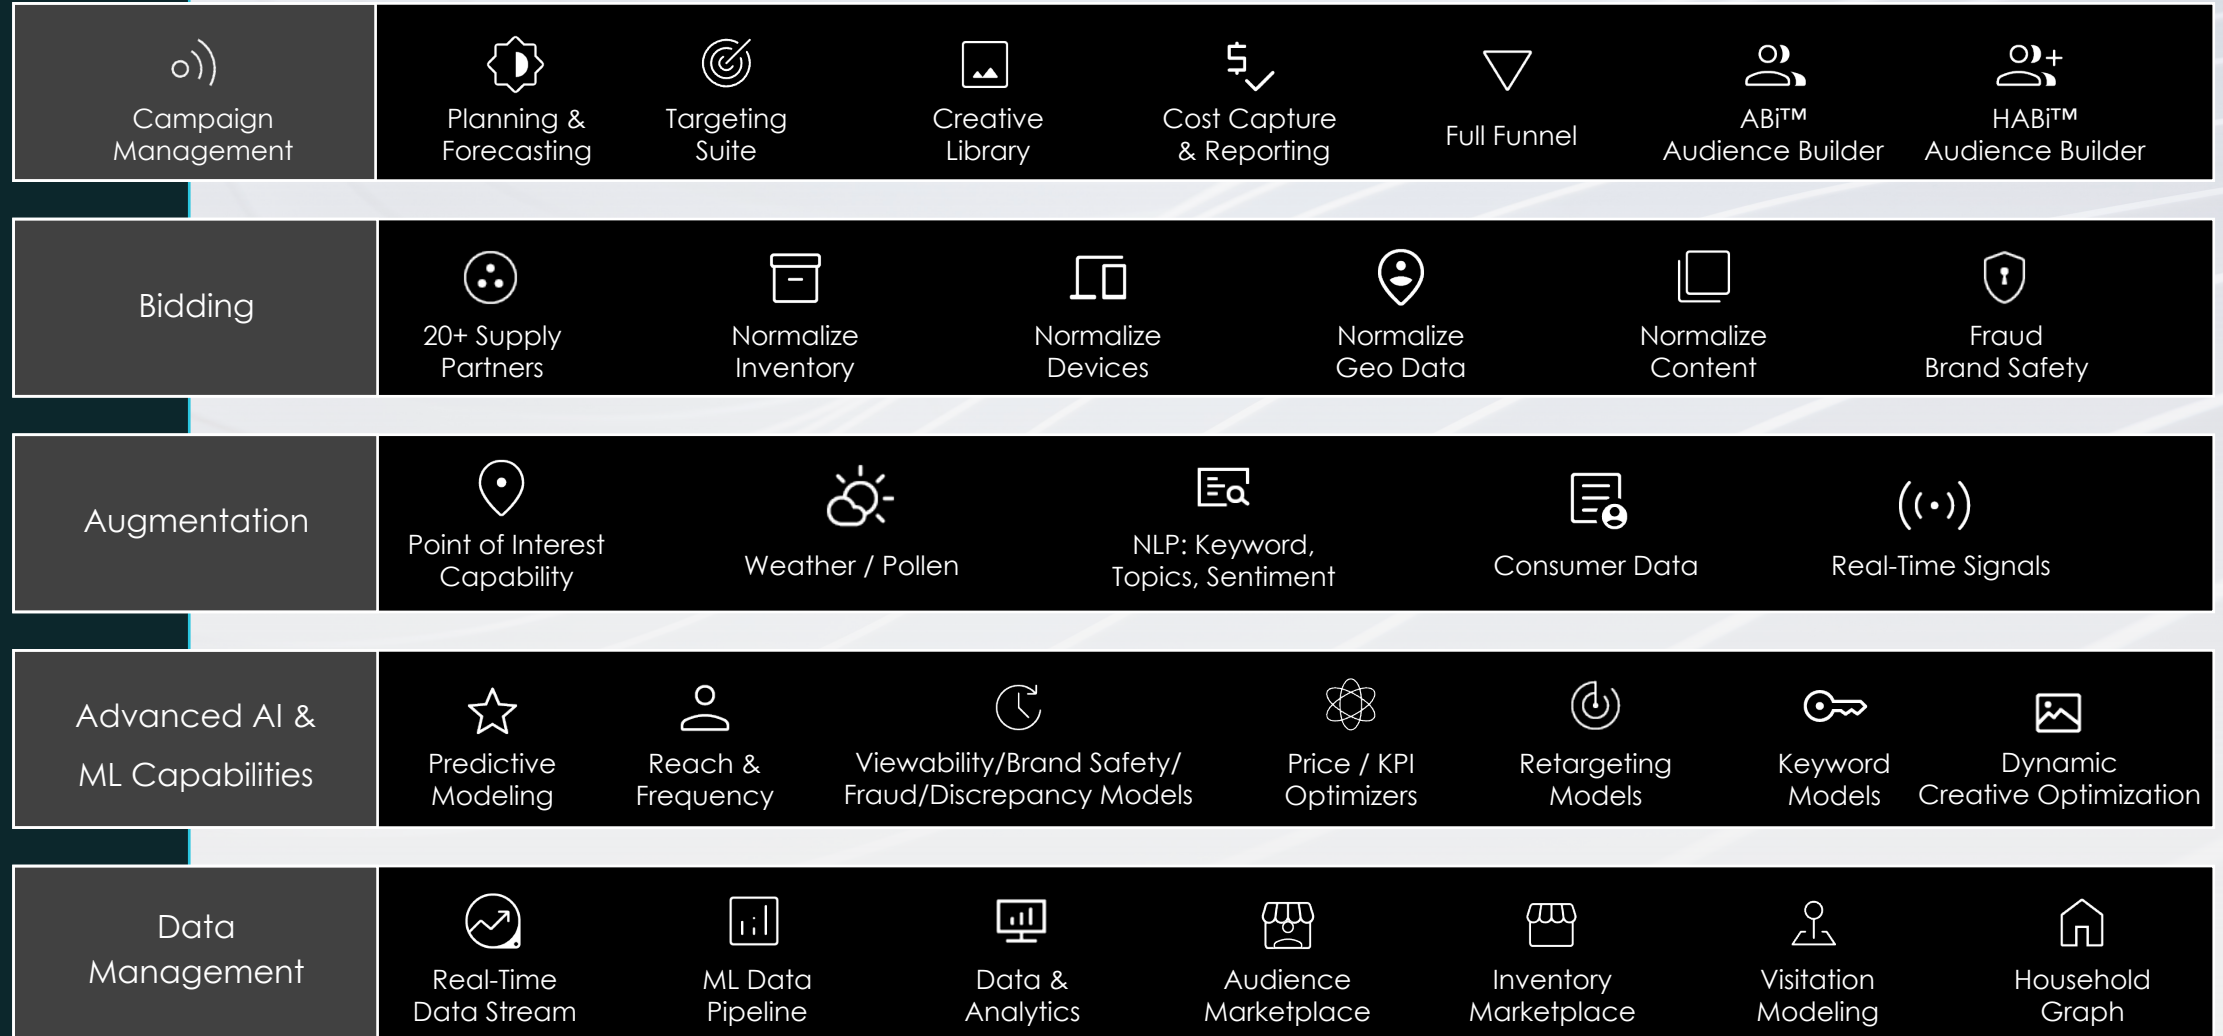 Campaign
Management
Planning &
Forecasting
Targeting
Suite
Creative
Library
Cost Capture
& Reporting
Full Funnel
ABi™
Audience Builder
HABi™
Audience Builder
Bidding
20+ Supply
Partners
Normalize
Inventory
Normalize
Devices
Normalize
Geo Data
Normalize
Content
Fraud
Brand Safety
Augmentation
Point of Interest
Capability
Weather / Pollen
NLP: Keyword,
Topics, Sentiment
Consumer Data
Real-Time Signals
Advanced AI &
ML Capabilities
Predictive
Modeling
Reach &
Frequency
Viewability/Brand Safety/
Fraud/Discrepancy Models
Price / KPI
Optimizers
Retargeting
Models
Keyword
Models
Dynamic
Creative Optimization
Data
Management
Real-Time
Data Stream
ML Data
Pipeline
Data &
Analytics
Audience
Marketplace
Inventory
Marketplace
Visitation
Modeling
Household
Graph